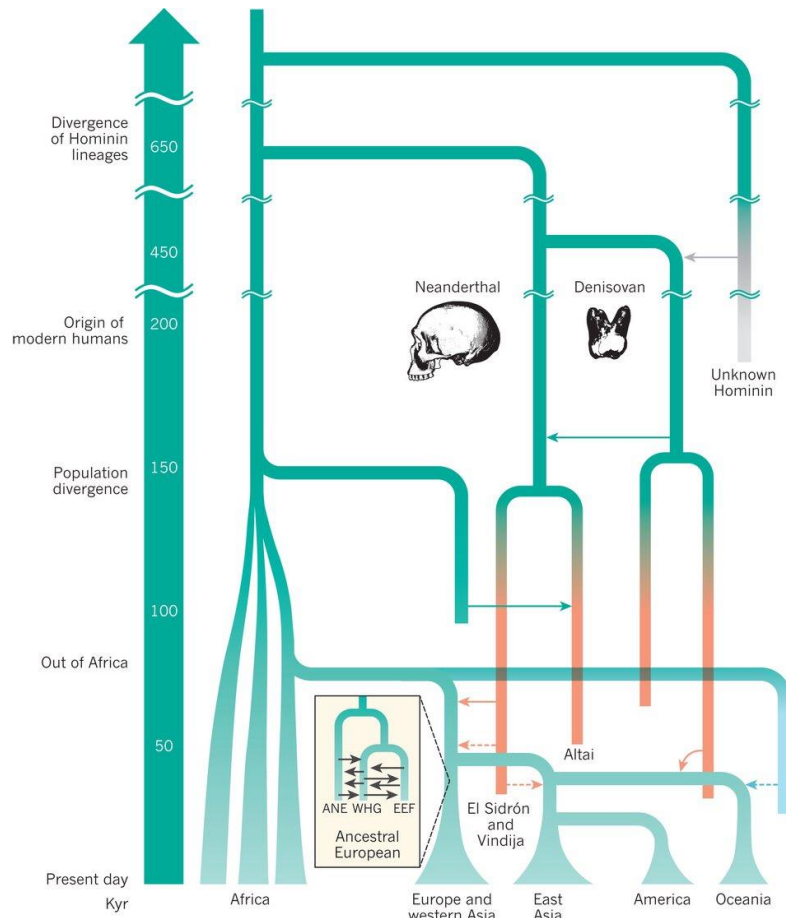 Divergence
of Hominin
lineages
650
450
Neanderthal
Denisovan
Origin of
modern humans
200
Unknown
Hominin
Population
divergence
150
100
Out of Africa
50
Altai
ANE WHG EEF
Ancestral
European
El Sidrón
and
Vindija
Present day
Kyr
Africa
Europe and
western Asia
East
Asia
America
Oceania